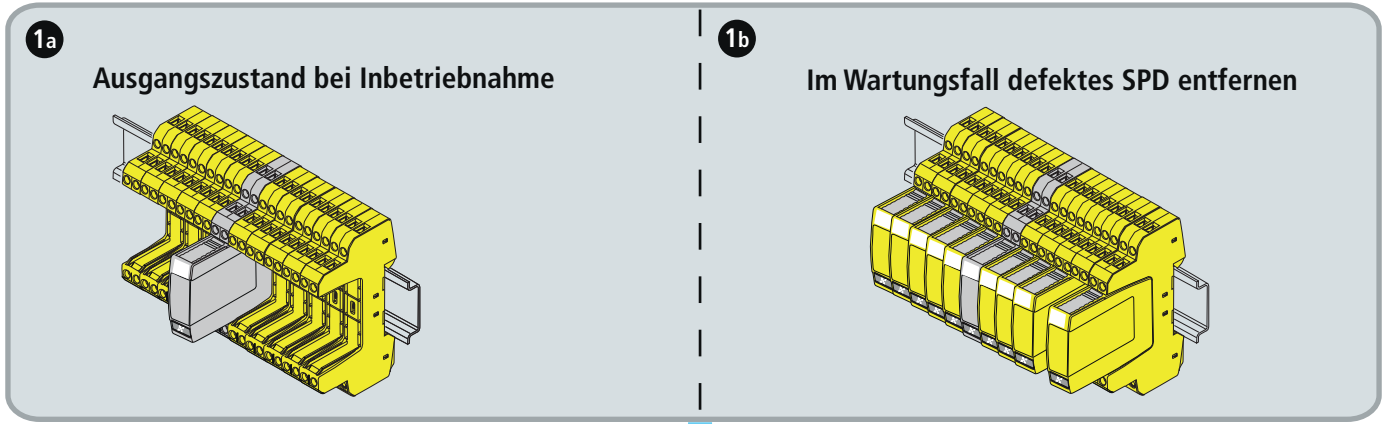 1a
Ausgangszustand bei Inbetriebnahme
1b
Im Wartungsfall defektes SPD entfernen